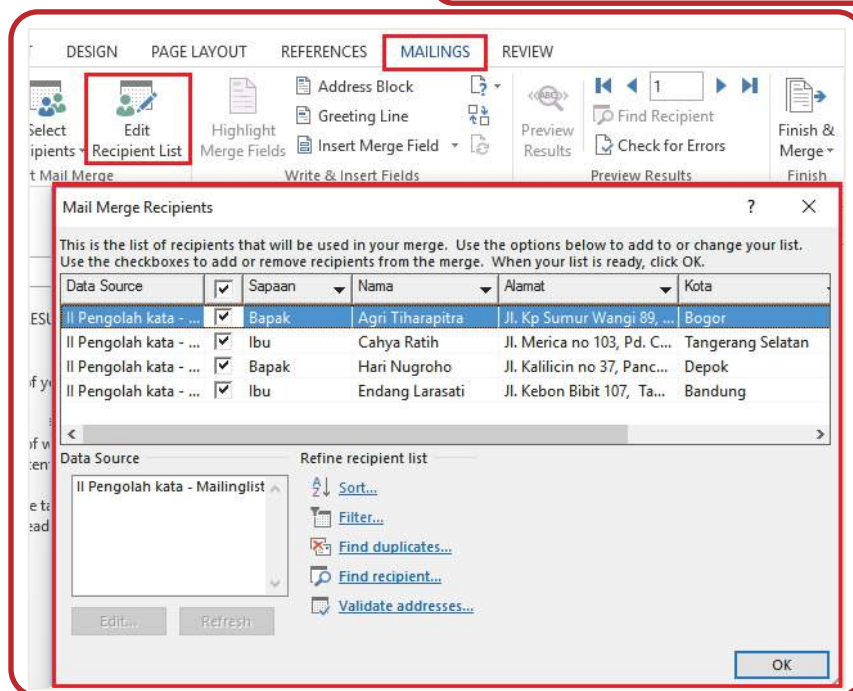 DESIGN PAGE LAYOUT REFERENCES MAILINGS REVIEW
Address Block
1
Select Edit Highlight Greeting Line Preview Find Recipient Finish &
Recipient List Merge Fields Insert Merge Field Results Check for Errors Merge
Mail Merge Write & Insert Fields Preview Results Finish
Mail Merge Recipients ? ×
This is the list of recipients that will be used in your merge. Use the options below to add to or change your list.
Use the checkboxes to add or remove recipients from the merge. When your list is ready, click OK.
Data Source Sapaan Nama Alamat Kota
II Pengolah kata - ... Bapak Agri Tiharapitra Jl. Kp Sumur Wangi 89, ... Bogor
II Pengolah kata - ... Ibu Cahya Ratih Jl. Merica no 103, Pd. C... Tangerang Selatan
II Pengolah kata - ... Bapak Hari Nugroho Jl. Kalilicin no 37, Panc... Depok
II Pengolah kata - ... Ibu Endang Larasati Jl. Kebon Bibit 107, Ta... Bandung
Data Source Refine recipient list
II Pengolah kata - Mailinglist
Sort...
Filter...
Find duplicates...
Find recipient...
Validate addresses...
Edit... Refresh
OK